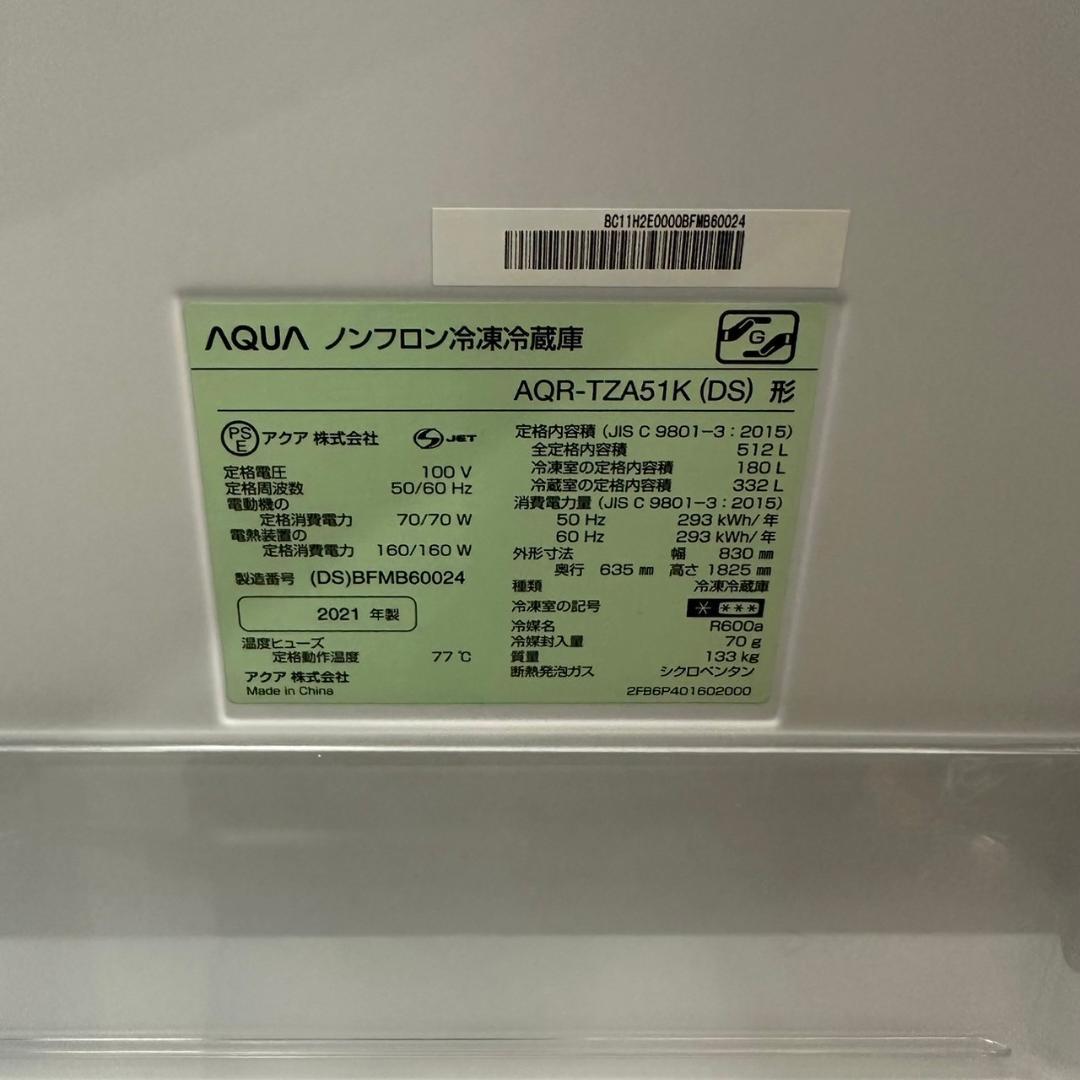 8C11H2E0000BFMB60024
AQUA ノンフロン冷凍冷蔵庫
G
AQR-TZA51K (DS) 形
PSE アクア 株式会社 JET
定格電圧 100 V
定格周波数 50/60 Hz
電動機の
定格消費電力 70/70 W
電熱装置の
定格消費電力 160/160 W
製造番号 (DS)BFMB60024
2021 年製
温度ヒューズ
定格動作温度 77 ℃
アクア 株式会社
Made in China
定格内容積 (JIS C 9801-3 : 2015)
全定格内容積 512 L
冷凍室の定格内容積 180 L
冷蔵室の定格内容積 332 L
消費電力量 (JIS C 9801-3 : 2015)
50 Hz 293 kWh/年
60 Hz 293 kWh/年
外形寸法 幅 830 mm
奥行 635 mm 高さ 1825 mm
種類 冷凍冷蔵庫
冷凍室の記号 * ***
冷媒名 R600a
冷媒封入量 70 g
質量 133 kg
断熱発泡ガス シクロペンタン
2FB6P401602000